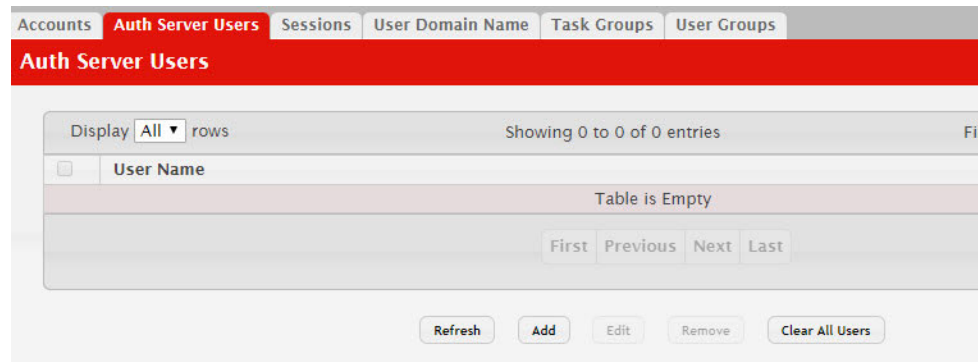 Accounts Auth Server Users Sessions User Domain Name Task Groups User Groups
Auth Server Users
Display All rows Showing 0 to 0 of 0 entries
User Name
Table is Empty
First Previous Next Last
Refresh Add Edit Remove Clear All Users